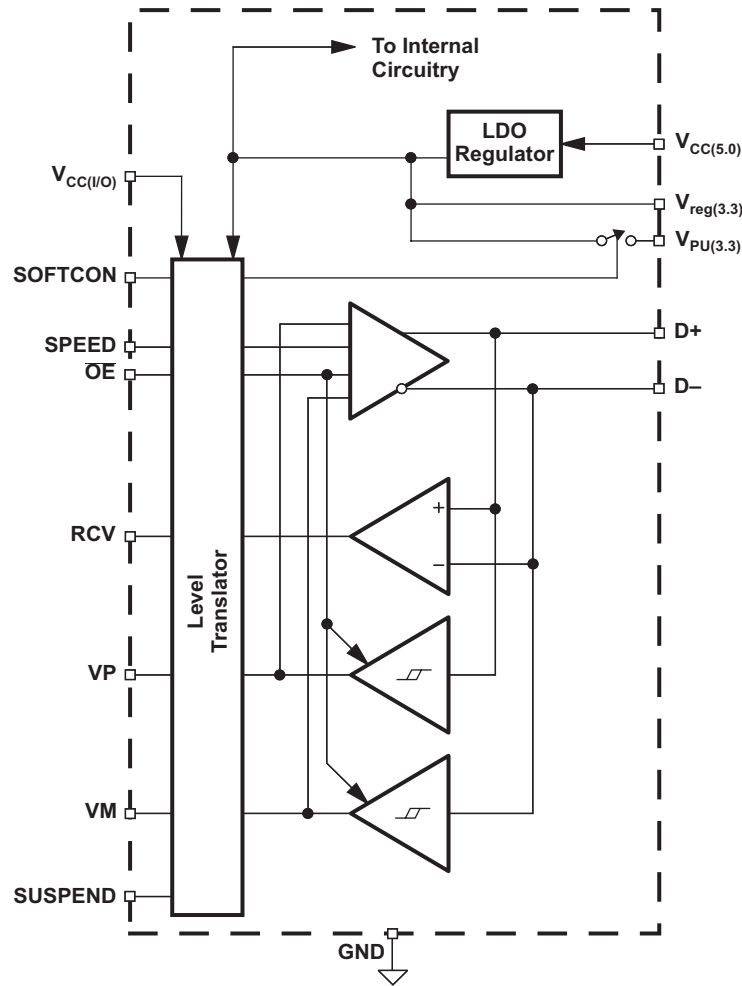 To Internal
Circuitry
LDO
Regulator
VCC(5.0)
VCC(I/O)
Vreg(3.3)
VPU(3.3)
SOFTCON
SPEED
D+
OE
D–
+
RCV
–
Level
Translator
VP
VM
SUSPEND
GND